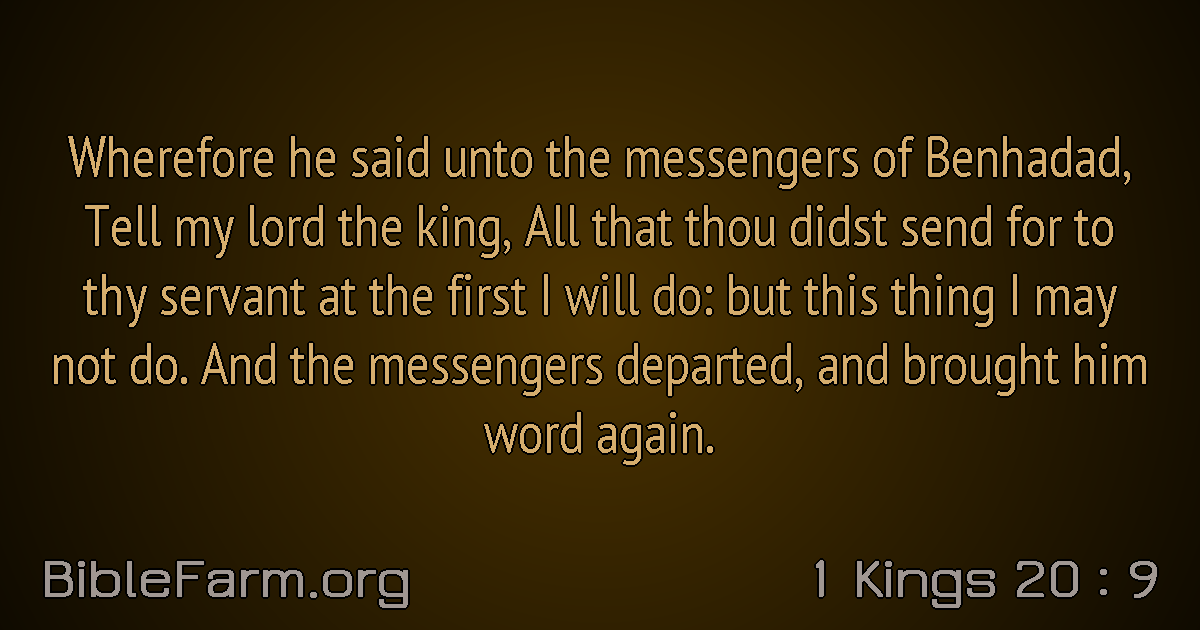 Wherefore he said unto the messengers of Benhadad,
Tell my lord the king, All that thou didst send for to
thy servant at the first I will do: but this thing I may
not do. And the messengers departed, and brought him
word again.
BibleFarm.org
1 Kings 20 : 9